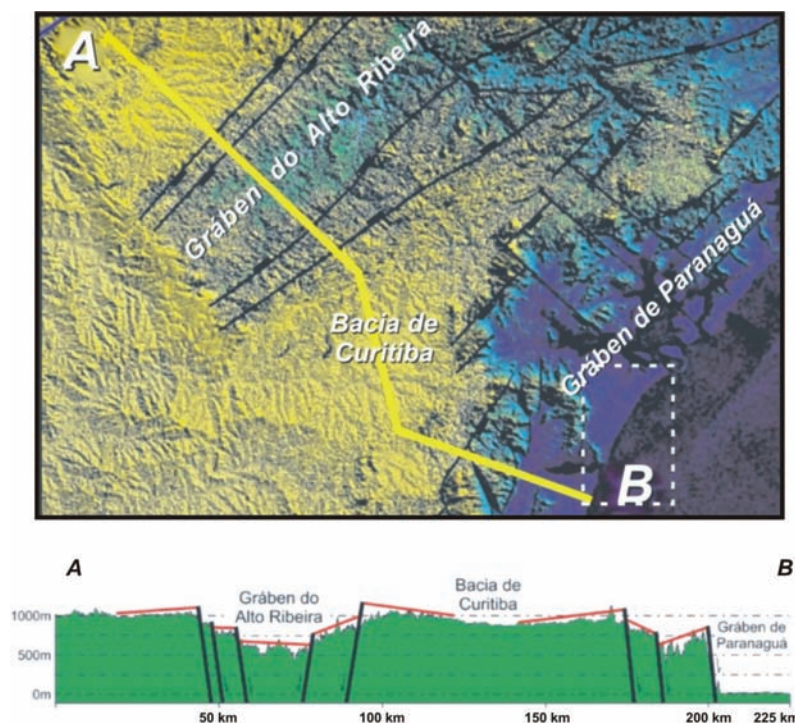 A
Gráben do Alto Ribeira
Bacia de
Curitiba
Gráben de Paranaguá
B
A
B
Gráben do
Alto Ribeira
Bacia de
Curitiba
Gráben de
Paranaguá
1000m
500m
0m
50 km
100 km
150 km
200 km
225 km